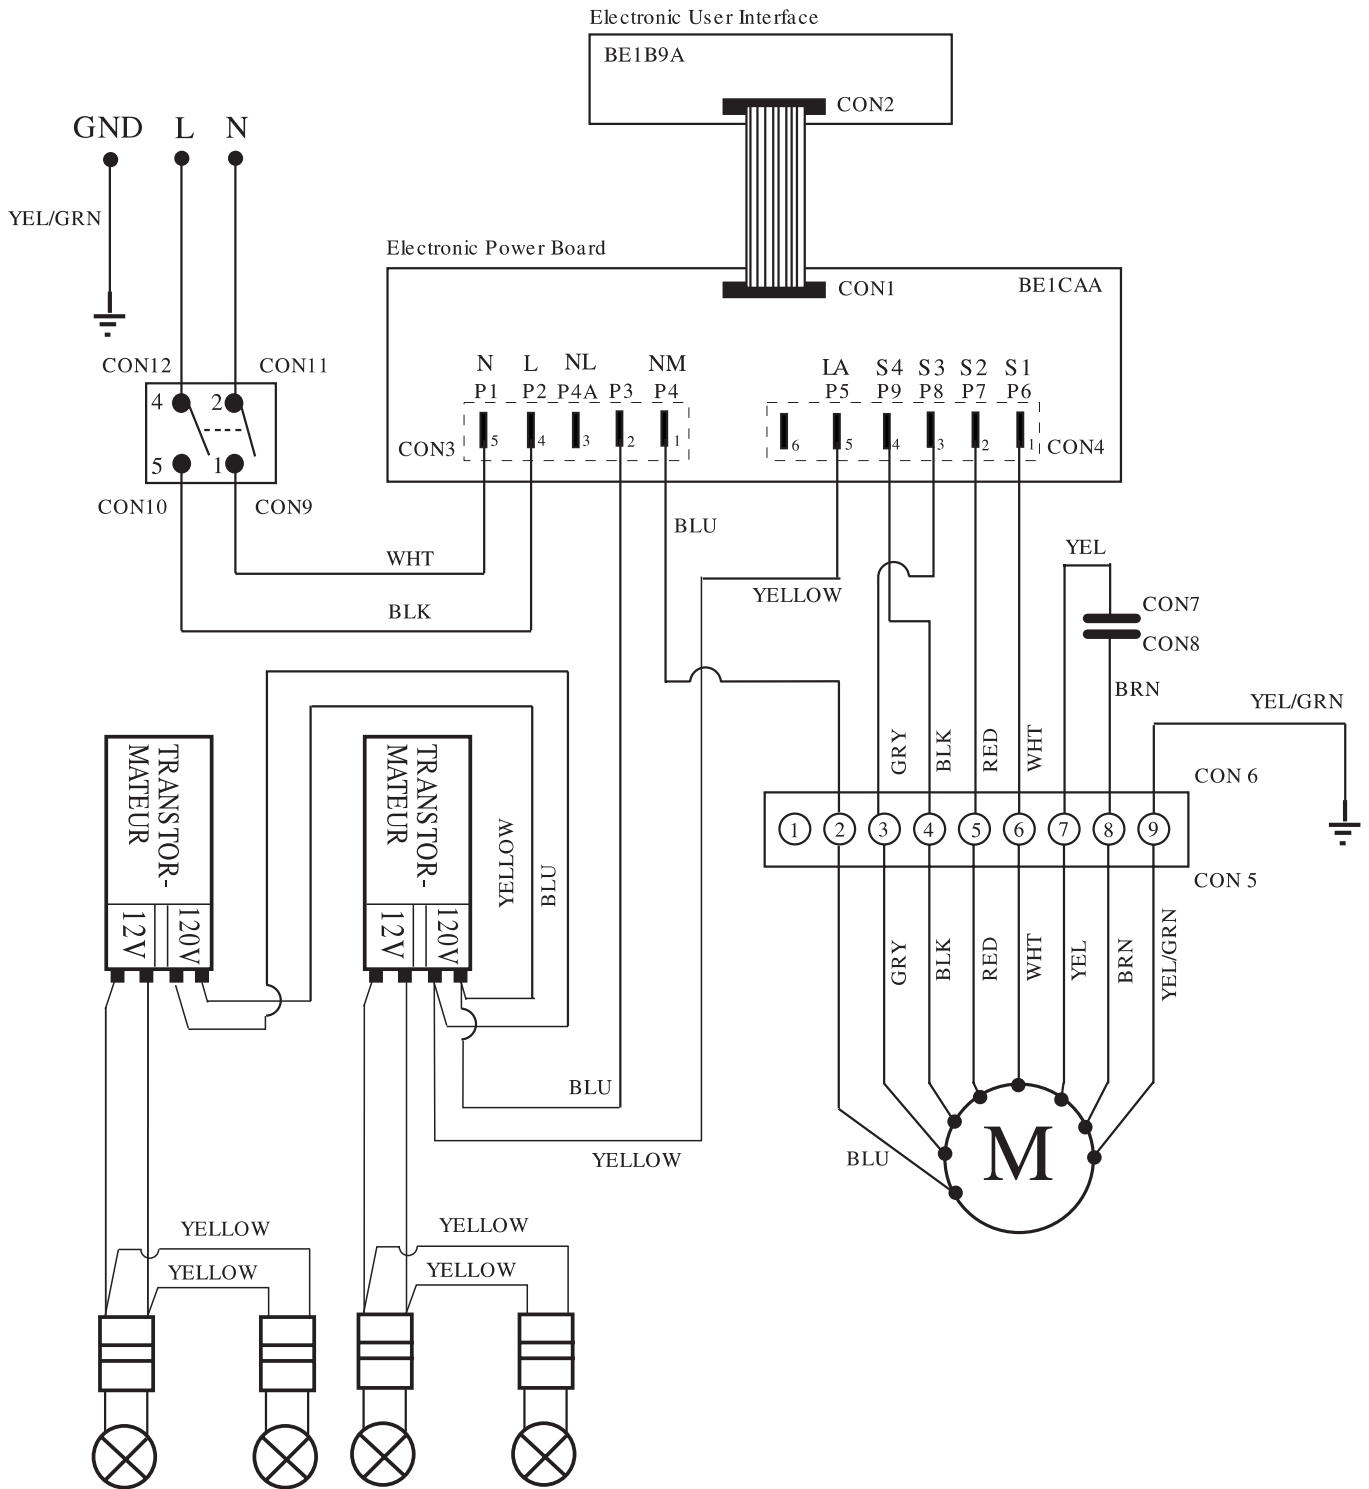 Electronic User Interface
BE1B9A
CON2
GND L N
YEL/GRN
Electronic Power Board
CON1
BE1CAA
CON12 CON11
4 2
5 1
CON10 CON9
N L NL NM
P1 P2 P4A P3 P4
5 4 3 2 1
CON3
LA S4 S3 S2 S1
P5 P9 P8 P7 P6
6 5 4 3 2 1
CON4
WHT
BLK
BLU
YELLOW
YEL
CON7
CON8
BRN
YEL/GRN
GRY
BLK
RED
WHT
CON 6
1 2 3 4 5 6 7 8 9
CON 5
GRY
BLK
RED
WHT
YEL
BRN
YEL/GRN
BLU
M
TRANSTOR-
MATEUR
12V
120V
TRANSTOR-
MATEUR
12V
120V
YELLOW
BLU
BLU
YELLOW
YELLOW
YELLOW
YELLOW
YELLOW